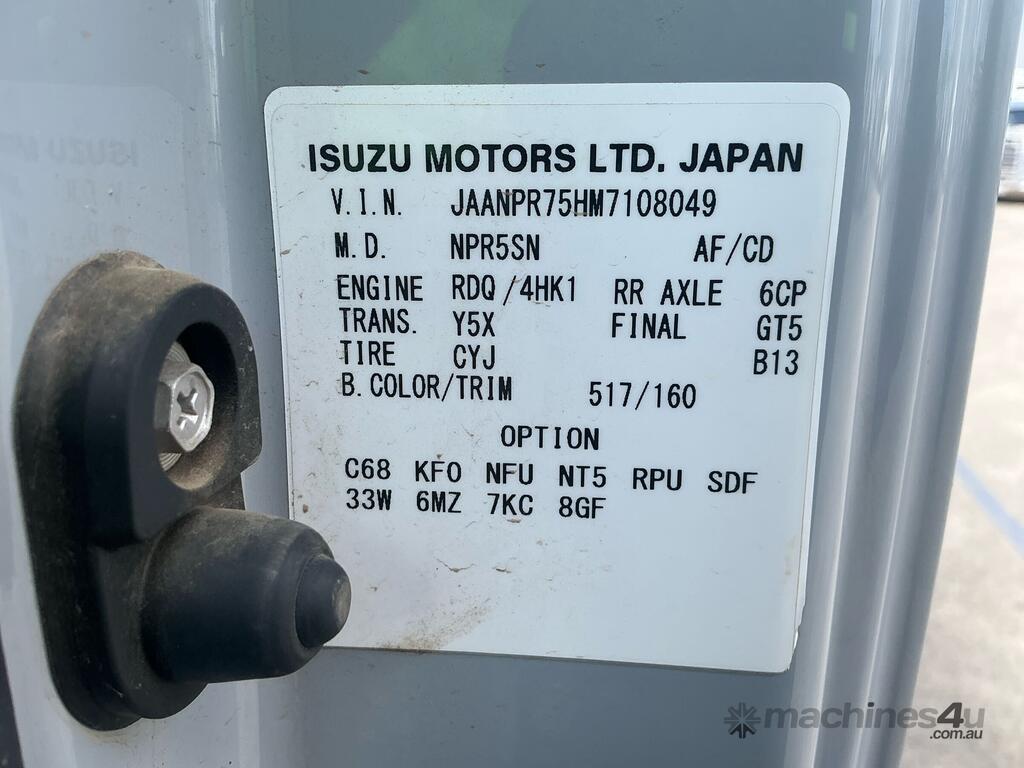 ISUZU MOTORS LTD. JAPAN
V.I.N. JAANPR75HM7108049
M.D. NPR5SN AF/CD
ENGINE RDQ/4HK1 RR AXLE 6CP
TRANS. Y5X FINAL GT5
TIRE CYJ B13
B.COLOR/TRIM 517/160
OPTION
C68 KFO NFU NT5 RPU SDF
33W 6MZ 7KC 8GF
machines4u
.com.au